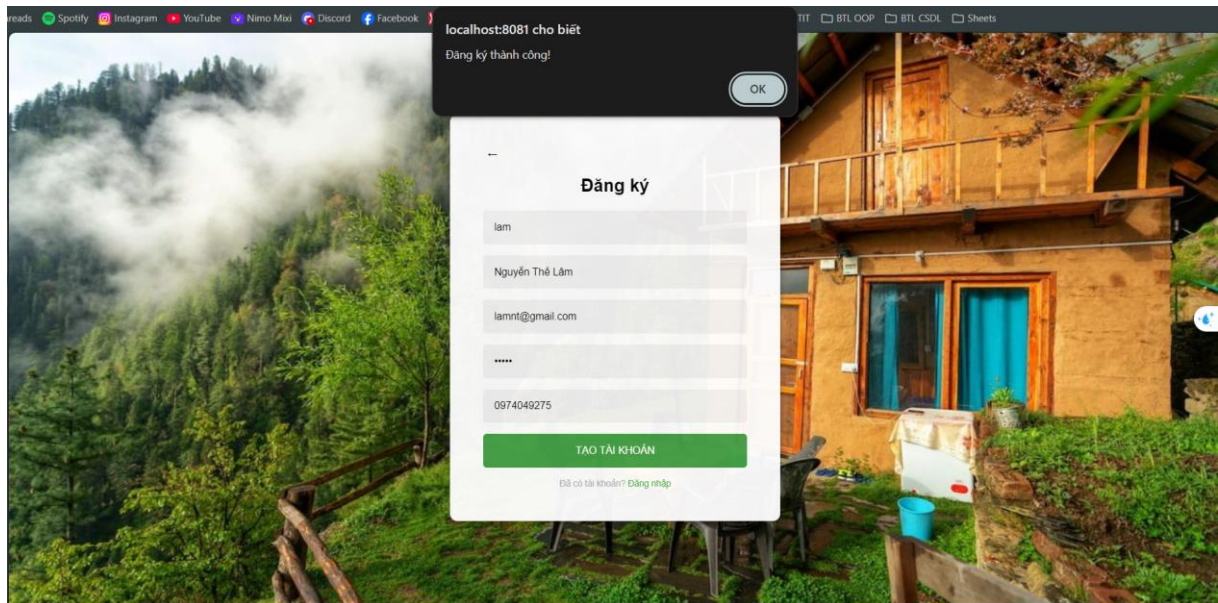 reads Spotify Instagram YouTube Nimo Mixi Discord Facebook TIT BTL OOP BTL CSDL Sheets
localhost:8081 cho biết
Đăng ký thành công!
OK
←
Đăng ký
lam
Nguyễn Thế Lâm
lamnt@gmail.com
•••••
0974049275
TẠO TÀI KHOẢN
Đã có tài khoản? Đăng nhập